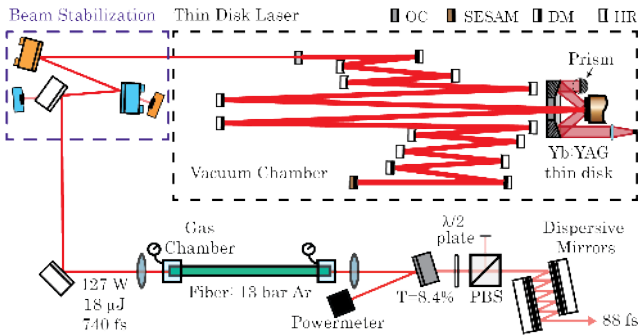 Beam Stabilization
Thin Disk Laser
OC
SESAM
DM
HR
Prism
Yb:YAG
thin disk
Vacuum Chamber
Gas
Chamber
λ/2
plate
Dispersive
Mirrors
127 W
18 µJ
740 fs
Fiber: 13 bar Ar
Powermeter
T=8.4%
PBS
88 fs